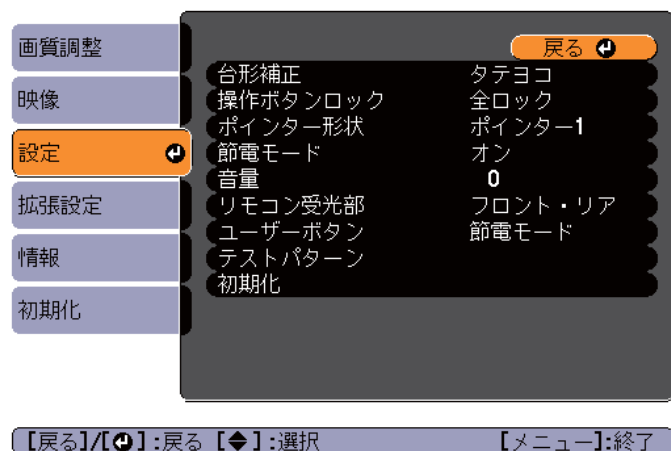 画質調整
映像
設定
拡張設定
情報
初期化
戻る
台形補正 タテヨコ
操作ボタンロック 全ロック
ポインター形状 ポインター1
節電モード オン
音量 0
リモコン受光部 フロント・リア
ユーザーボタン 節電モード
テストパターン
初期化
[戻る]/[⏎]:戻る [◆]:選択 [メニュー]:終了